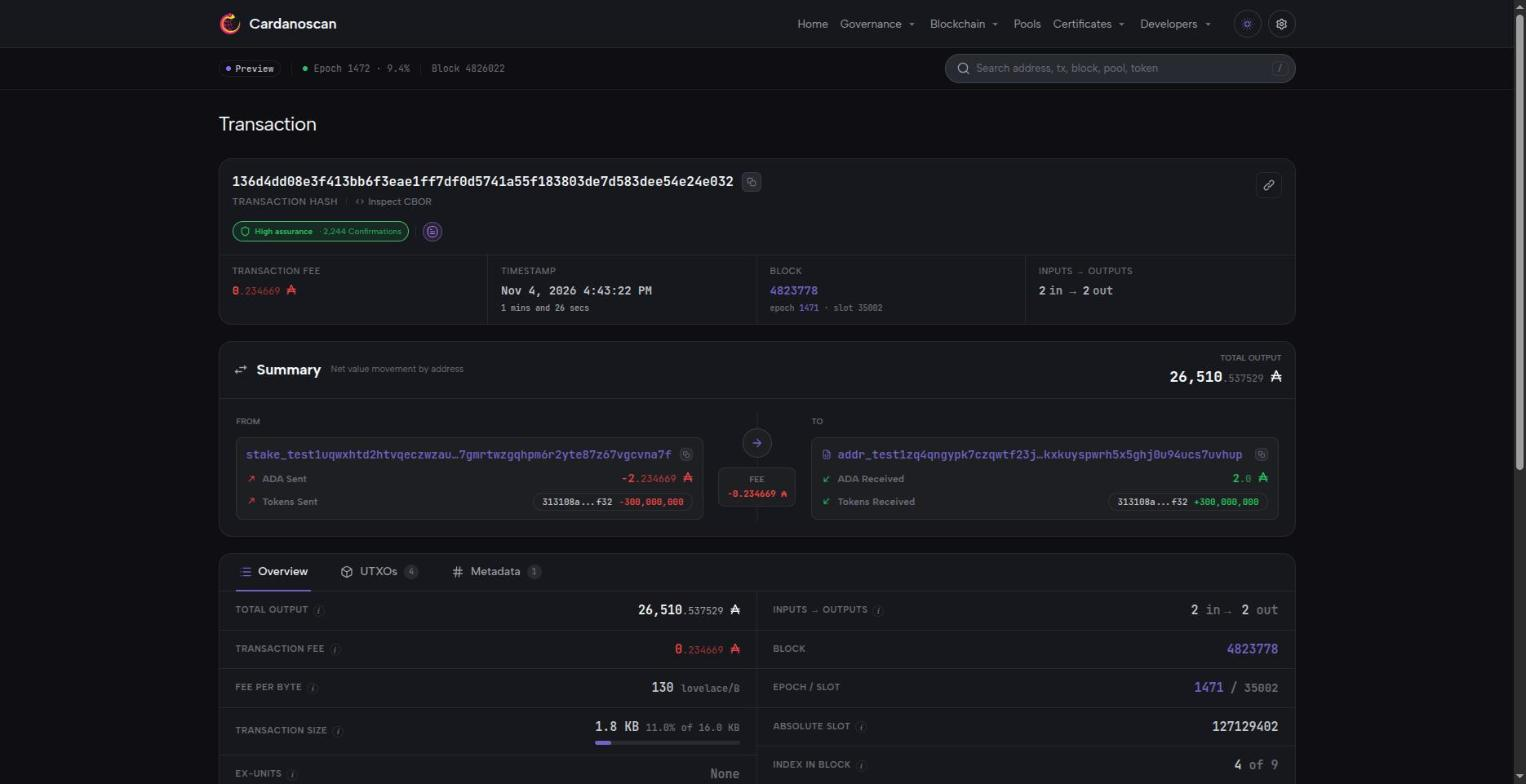 Cardanoscan
Home Governance Blockchain Pools Certificates Developers
Preview Epoch 1472 · 9.4% Block 4826022
Search address, tx, block, pool, token /
Transaction
136d4dd08e3f413bb6f3eae1ff7df0d5741a55f183803de7d583dee54e24e032
TRANSACTION HASH <> Inspect CBOR
High assurance · 2,244 Confirmations
TRANSACTION FEE TIMESTAMP BLOCK INPUTS → OUTPUTS
0.234669 ₳ Nov 4, 2026 4:43:22 PM 4823778 2 in → 2 out
1 mins and 26 secs epoch 1471 · slot 35002
TOTAL OUTPUT
Summary Net value movement by address
26,510.537529 ₳
FROM TO
stake_test1uqwxhtd2htvqeczwzau…7gmrtwzgqhpm6r2yte87z67vgcvna7f addr_test1zq4qngypk7czqwtf23j…kxkuyspwrh5x5ghj0u94ucs7uvhup
ADA Sent -2.234669 ₳ FEE ADA Received 2.0 ₳
-0.234669 ₳
Tokens Sent 313108a...f32 -300,000,000 Tokens Received 313108a...f32 +300,000,000
Overview UTXOs 4 # Metadata 1
TOTAL OUTPUT i 26,510.537529 ₳ INPUTS → OUTPUTS i 2 in → 2 out
TRANSACTION FEE i 0.234669 ₳ BLOCK 4823778
FEE PER BYTE i 130 lovelace/B EPOCH / SLOT 1471 / 35002
TRANSACTION SIZE i 1.8 KB 11.0% of 16.0 KB ABSOLUTE SLOT i 127129402
EX-UNITS i None INDEX IN BLOCK i 4 of 9